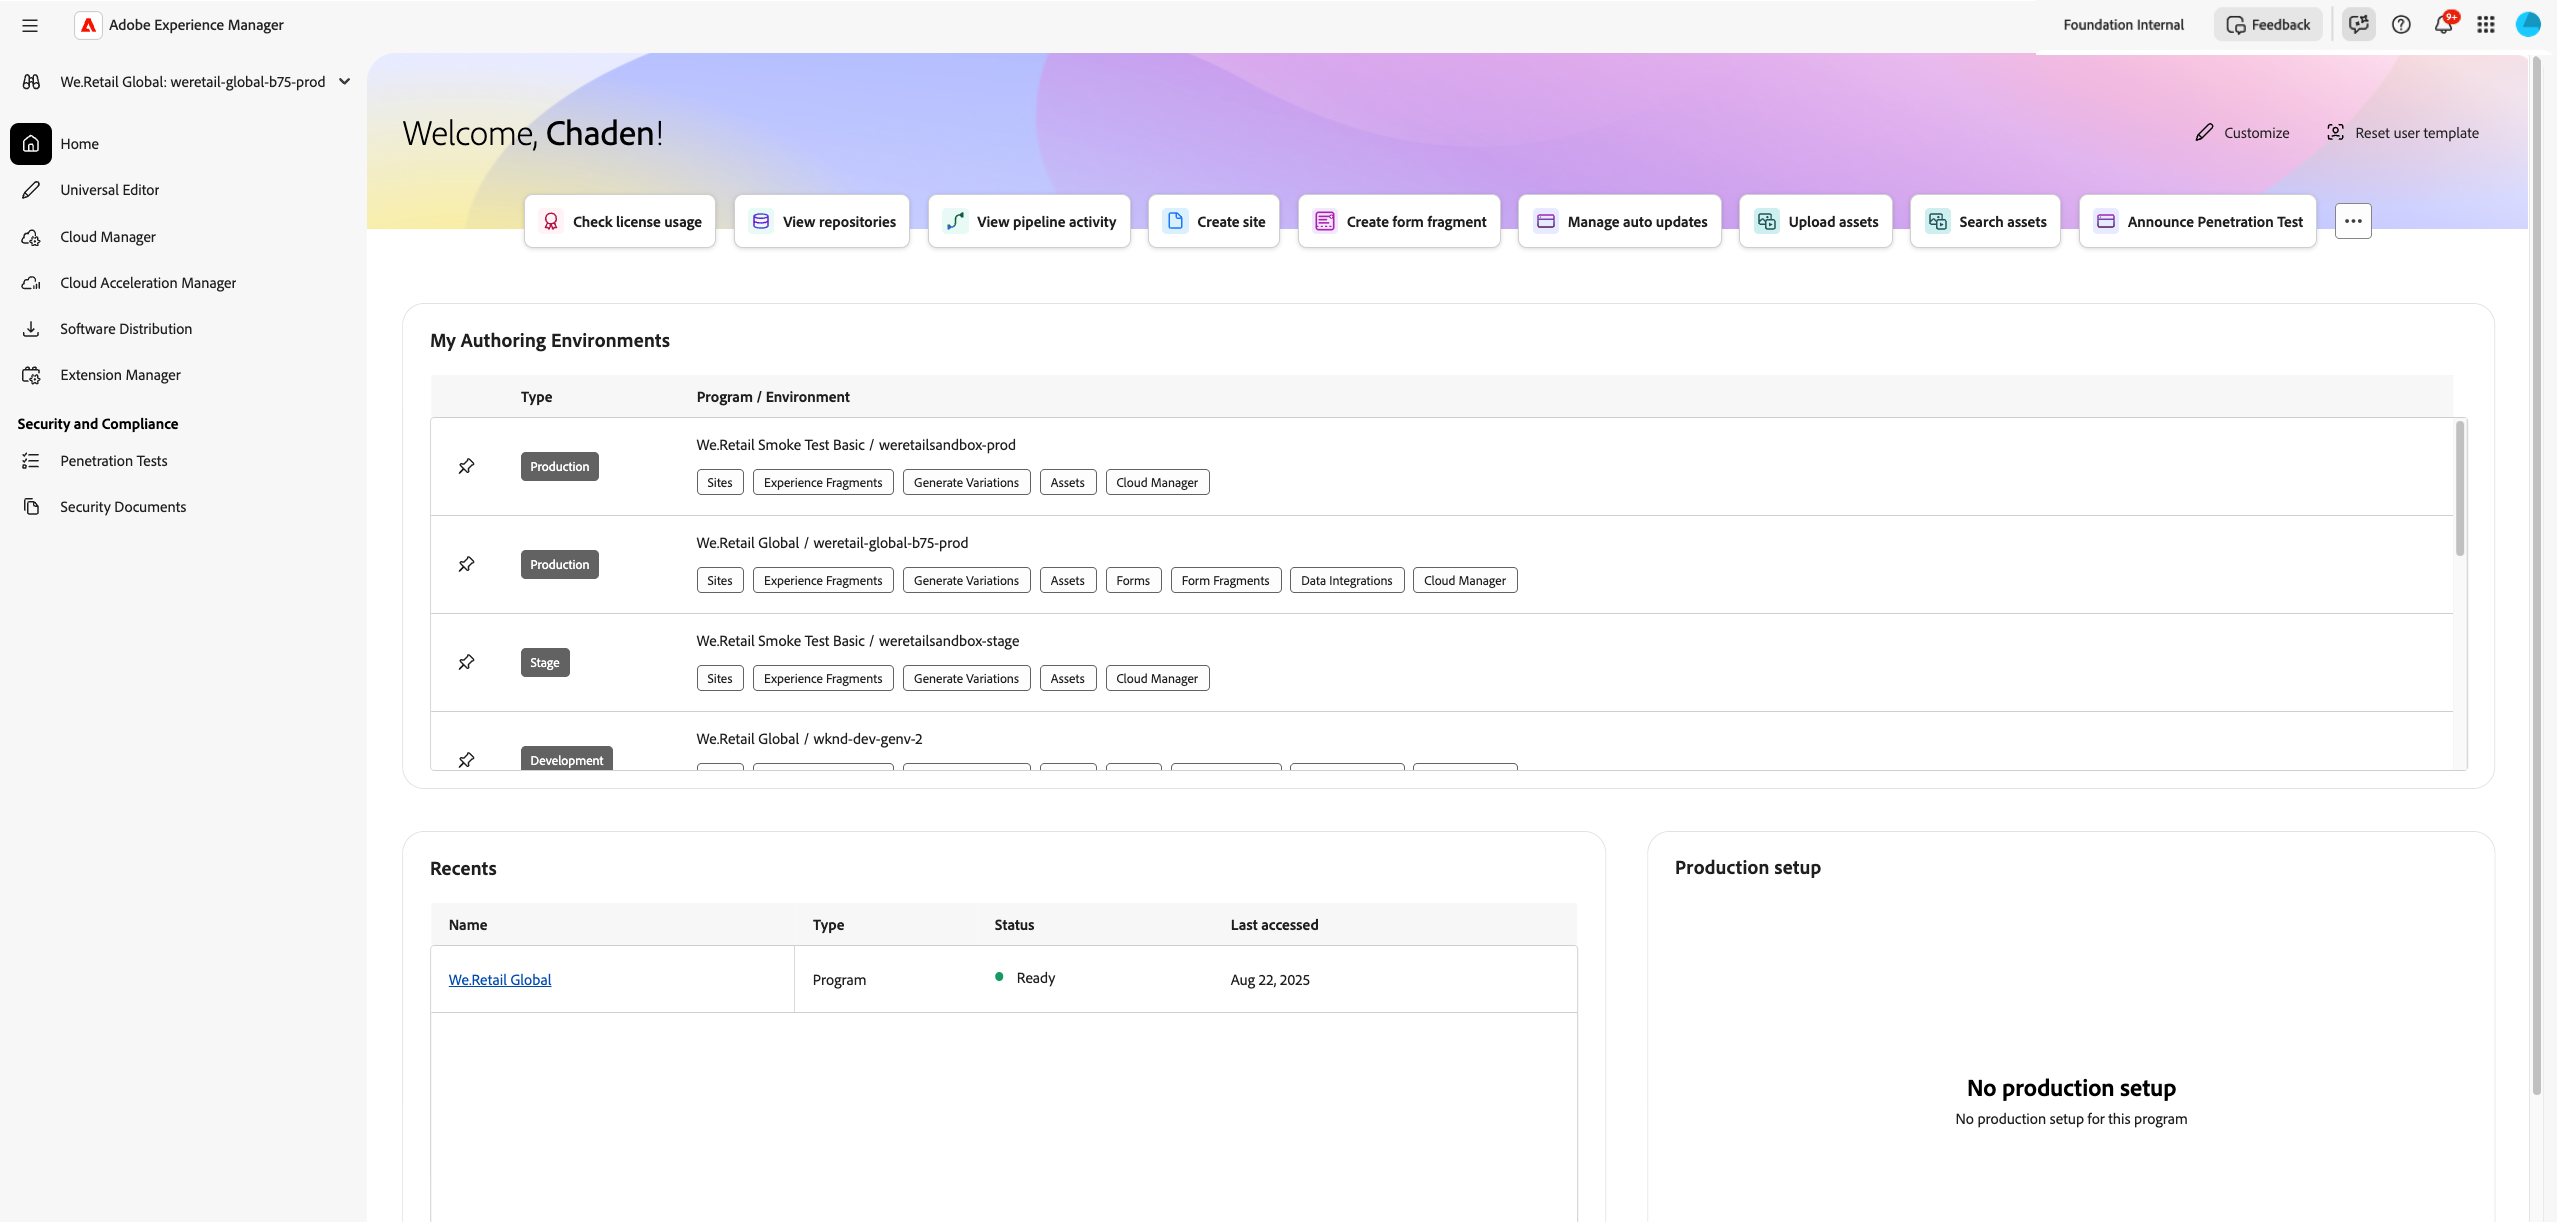 Adobe Experience Manager
Foundation Internal
Feedback
9+
We.Retail Global: weretail-global-b75-prod
Home
Universal Editor
Cloud Manager
Cloud Acceleration Manager
Software Distribution
Extension Manager
Security and Compliance
Penetration Tests
Security Documents
Welcome, Chaden!
Customize
Reset user template
Check license usage
View repositories
View pipeline activity
Create site
Create form fragment
Manage auto updates
Upload assets
Search assets
Announce Penetration Test
My Authoring Environments
Type Program / Environment
We.Retail Smoke Test Basic / weretailsandbox-prod
Production
Sites Experience Fragments Generate Variations Assets Cloud Manager
We.Retail Global / weretail-global-b75-prod
Production
Sites Experience Fragments Generate Variations Assets Forms Form Fragments Data Integrations Cloud Manager
We.Retail Smoke Test Basic / weretailsandbox-stage
Stage
Sites Experience Fragments Generate Variations Assets Cloud Manager
We.Retail Global / wknd-dev-genv-2
Development
Recents
Name Type Status Last accessed
We.Retail Global Program Ready Aug 22, 2025
Production setup
No production setup
No production setup for this program